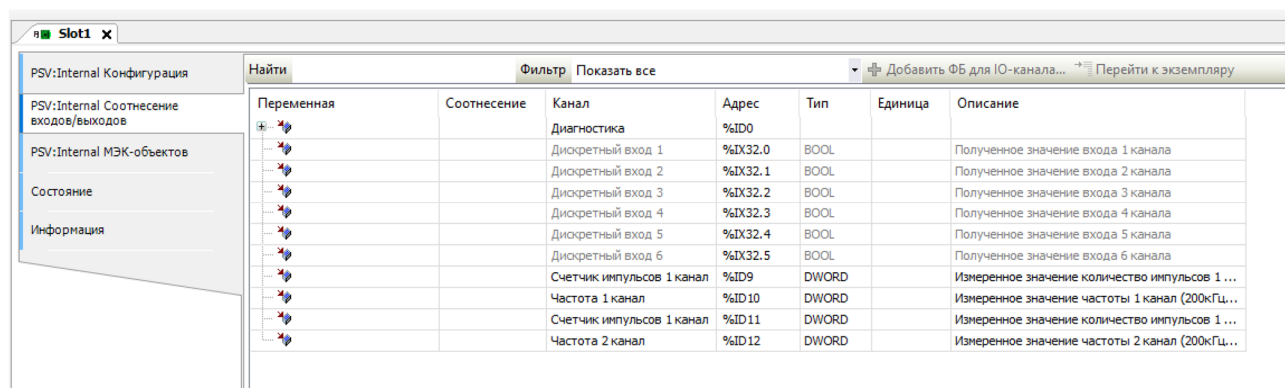 Slot1
PSV:Internal Конфигурация
PSV:Internal Соотнесение
входов/выходов
PSV:Internal МЭК-объектов
Состояние
Информация
Найти Фильтр Показать все Добавить ФБ для IO-канала... Перейти к экземпляру
Переменная Соотнесение Канал Адрес Тип Единица Описание
Диагностика %ID0
Дискретный вход 1 %IX32.0 BOOL Полученное значение входа 1 канала
Дискретный вход 2 %IX32.1 BOOL Полученное значение входа 2 канала
Дискретный вход 3 %IX32.2 BOOL Полученное значение входа 3 канала
Дискретный вход 4 %IX32.3 BOOL Полученное значение входа 4 канала
Дискретный вход 5 %IX32.4 BOOL Полученное значение входа 5 канала
Дискретный вход 6 %IX32.5 BOOL Полученное значение входа 6 канала
Счетчик импульсов 1 канал %ID9 DWORD Измеренное значение количество импульсов 1 ...
Частота 1 канал %ID10 DWORD Измеренное значение частоты 1 канал (200кГц...
Счетчик импульсов 1 канал %ID11 DWORD Измеренное значение количество импульсов 1 ...
Частота 2 канал %ID12 DWORD Измеренное значение частоты 2 канал (200кГц...